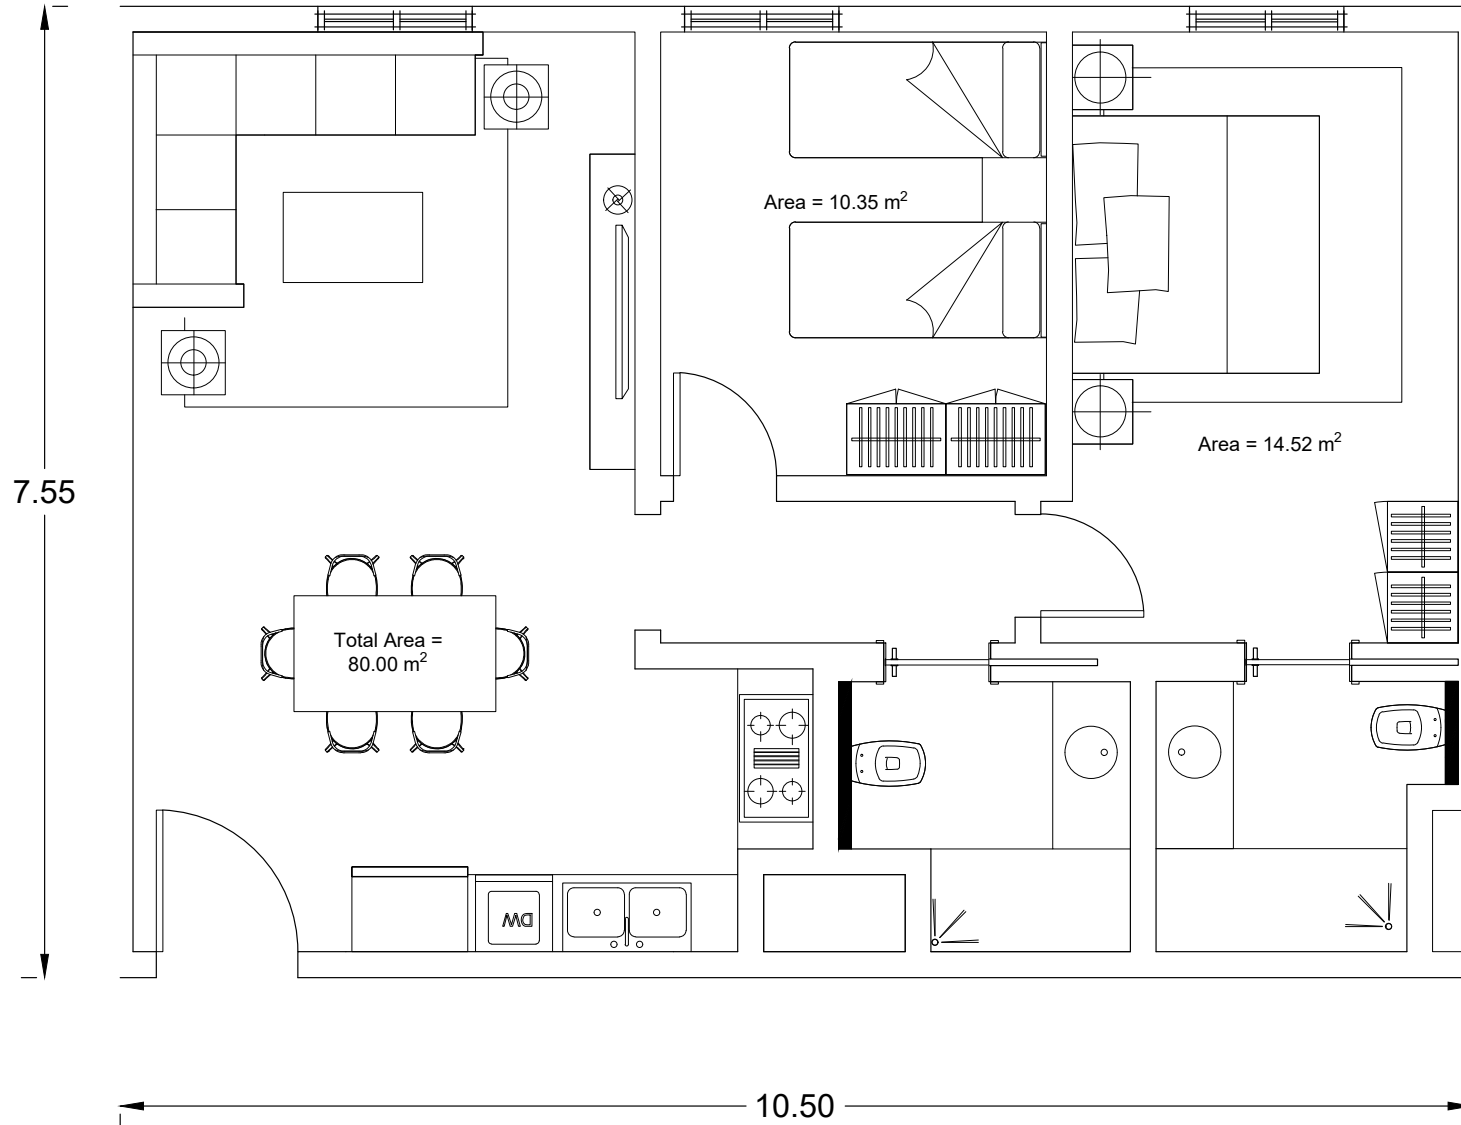 Area = 10.35 m²
Area = 14.52 m²
7.55
Total Area =
80.00 m²
DW
10.50